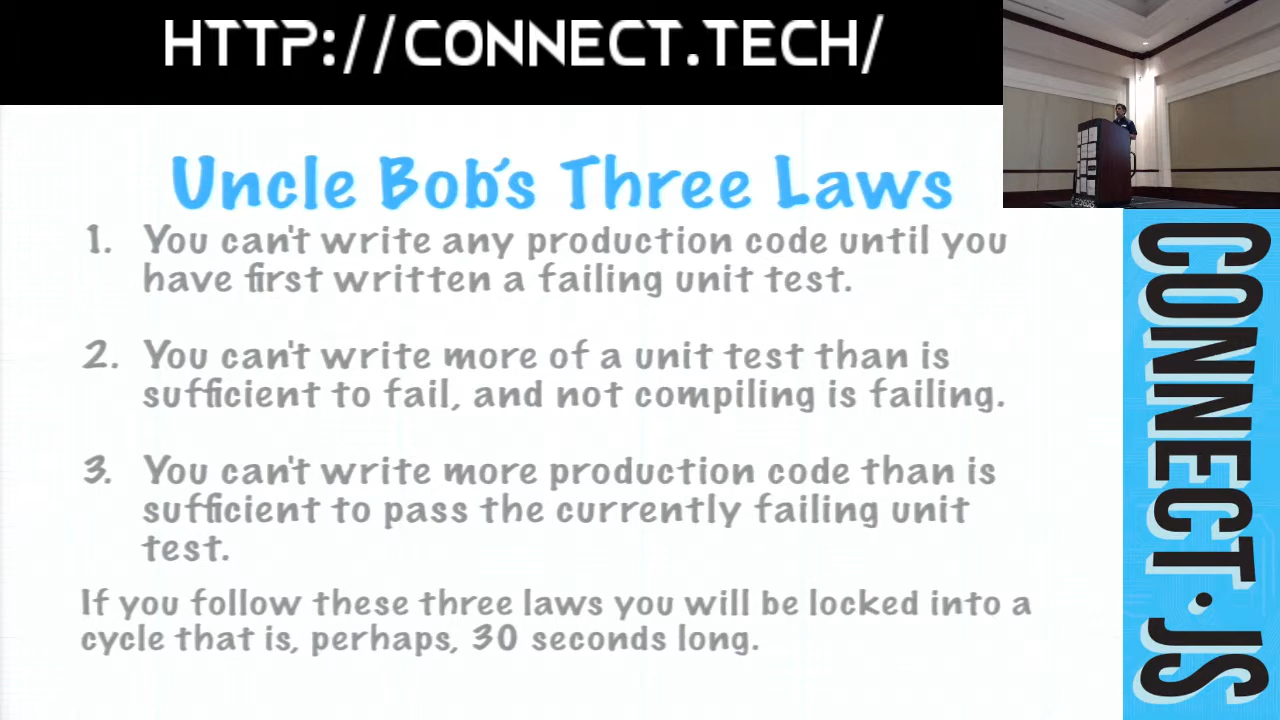 HTTP://CONNECT.TECH/
Uncle Bob's Three Laws
1. You can't write any production code until you
have first written a failing unit test.
2. You can't write more of a unit test than is
sufficient to fail, and not compiling is failing.
3. You can't write more production code than is
sufficient to pass the currently failing unit
test.
If you follow these three laws you will be locked into a
cycle that is, perhaps, 30 seconds long.
CONNECT.JS